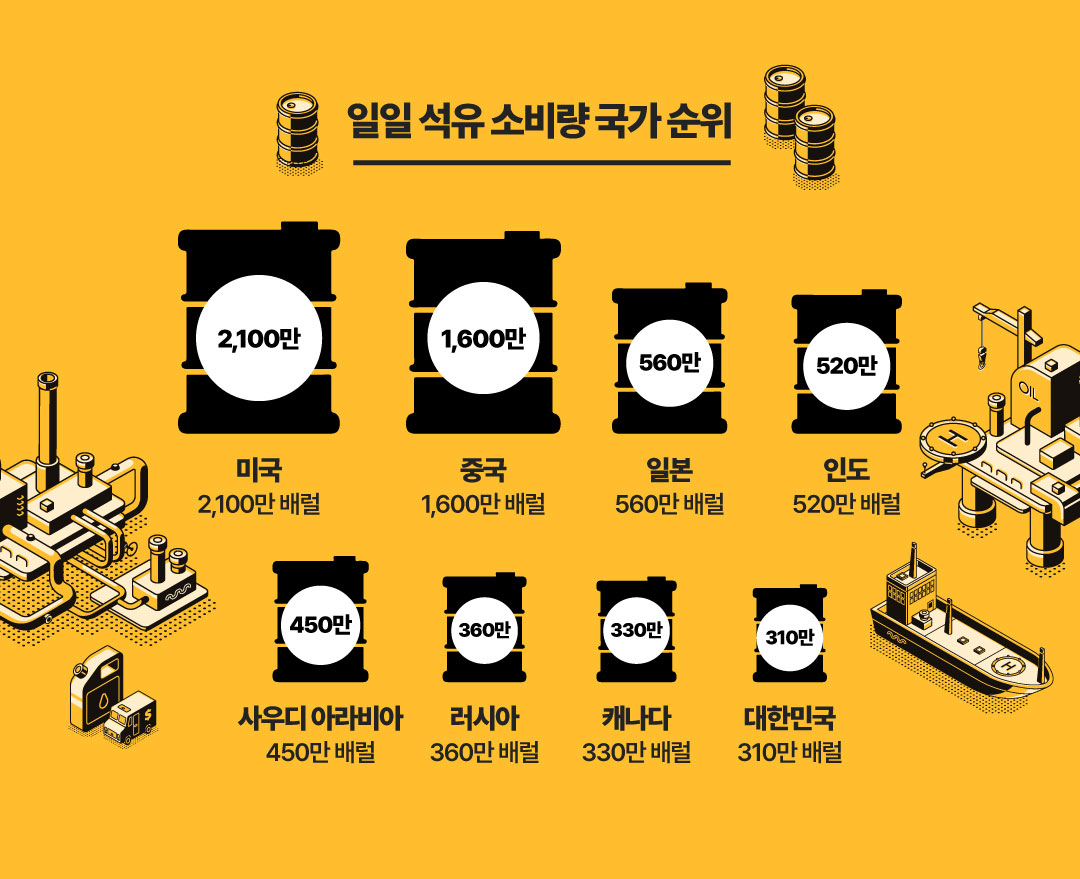 일일 석유 소비량 국가 순위
2,100만
1,600만
560만
520만
미국
중국
일본
인도
2,100만 배럴
1,600만 배럴
560만 배럴
520만 배럴
OIL
H
450만
360만
330만
310만
H
$
사우디 아라비아
러시아
캐나다
대한민국
450만 배럴
360만 배럴
330만 배럴
310만 배럴